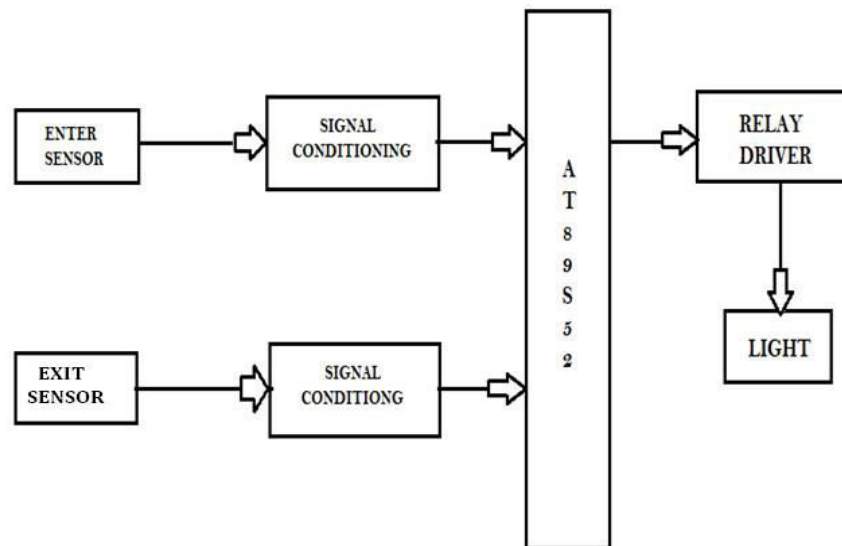 ENTER
SENSOR
SIGNAL
CONDITIONING
A
T
8
9
S
5
2
RELAY
DRIVER
LIGHT
EXIT
SENSOR
SIGNAL
CONDITIONG